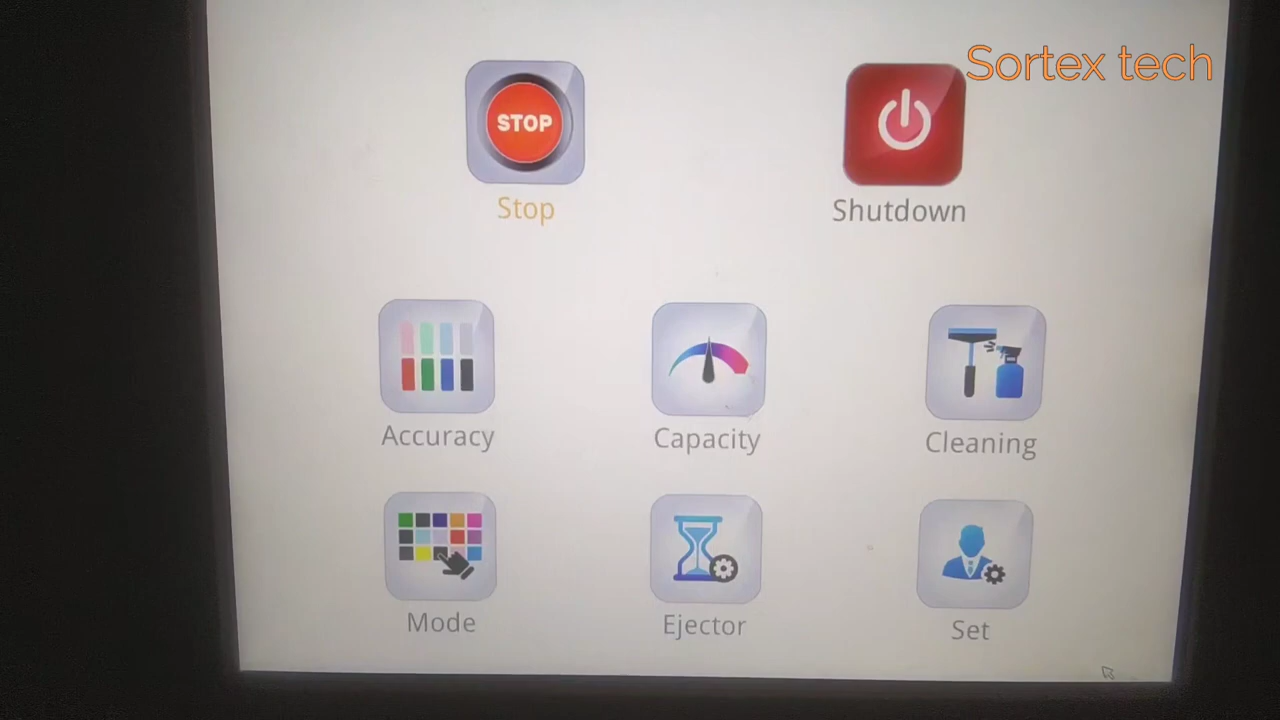 Sortex tech
STOP
Stop
Shutdown
Accuracy
Capacity
Cleaning
Mode
Ejector
Set